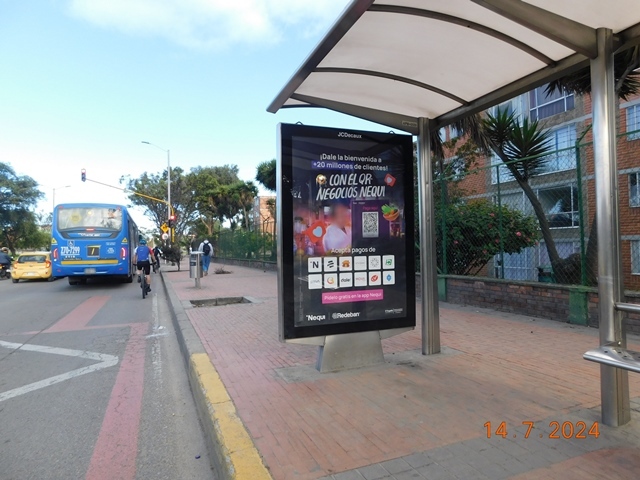 JCDecaux
¡Dale la bienvenida a
+20 millones de clientes!
CON EL QR
NEGOCIOS NEQUI
Acepta pagos de
N
Pídelo gratis en la app Nequi
Nequi
Redeban
14.7.2024